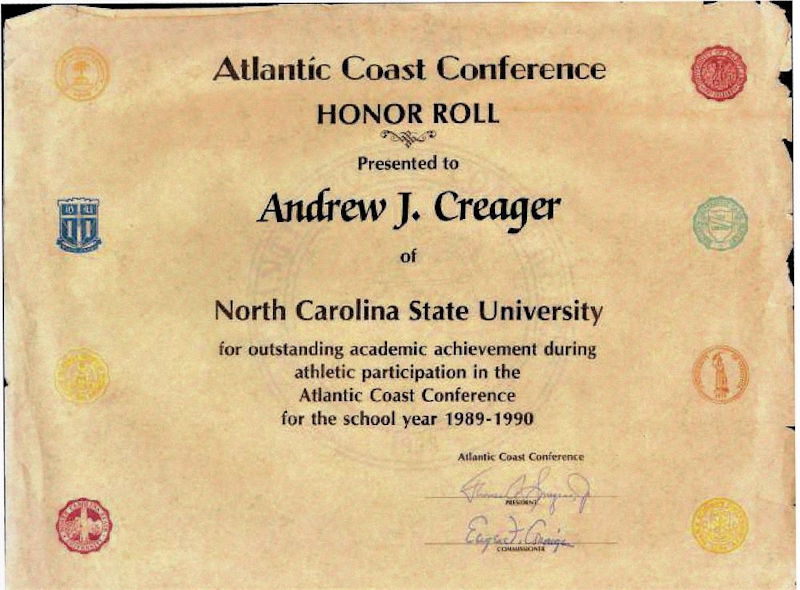 Atlantic Coast Conference
HONOR ROLL
Presented to
Andrew J. Creager
of
North Carolina State University
for outstanding academic achievement during
athletic participation in the
Atlantic Coast Conference
for the school year 1989-1990
Atlantic Coast Conference
PRESIDENT
COMMISSIONER